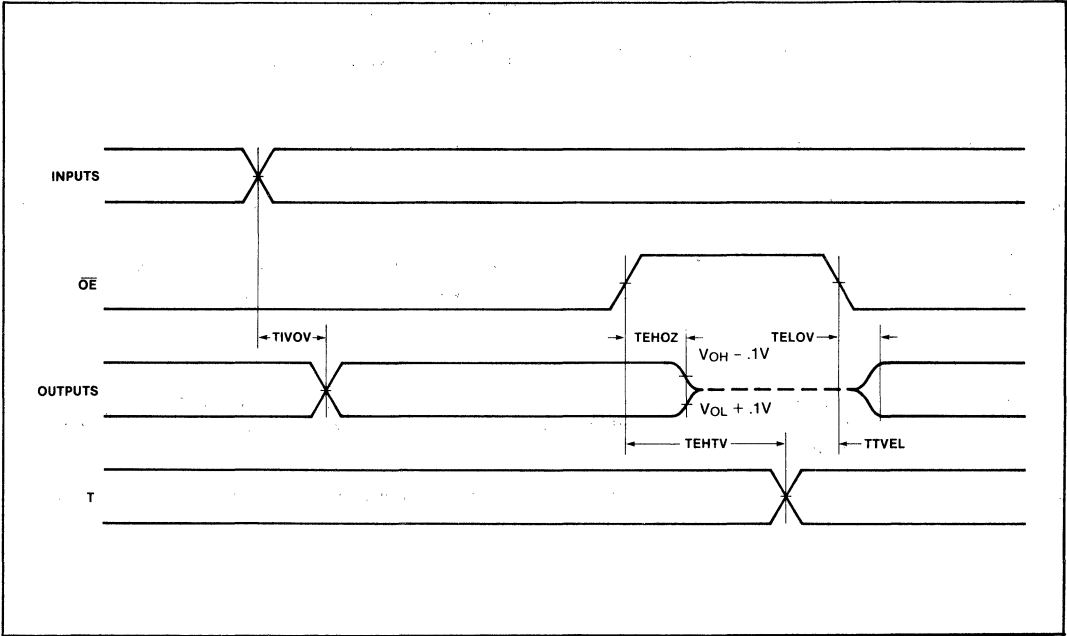 INPUTS
OE
TIVOV
TEHOZ
VOH - .1V
TELOV
OUTPUTS
VOL + .1V
TEHTV
TTVEL
T